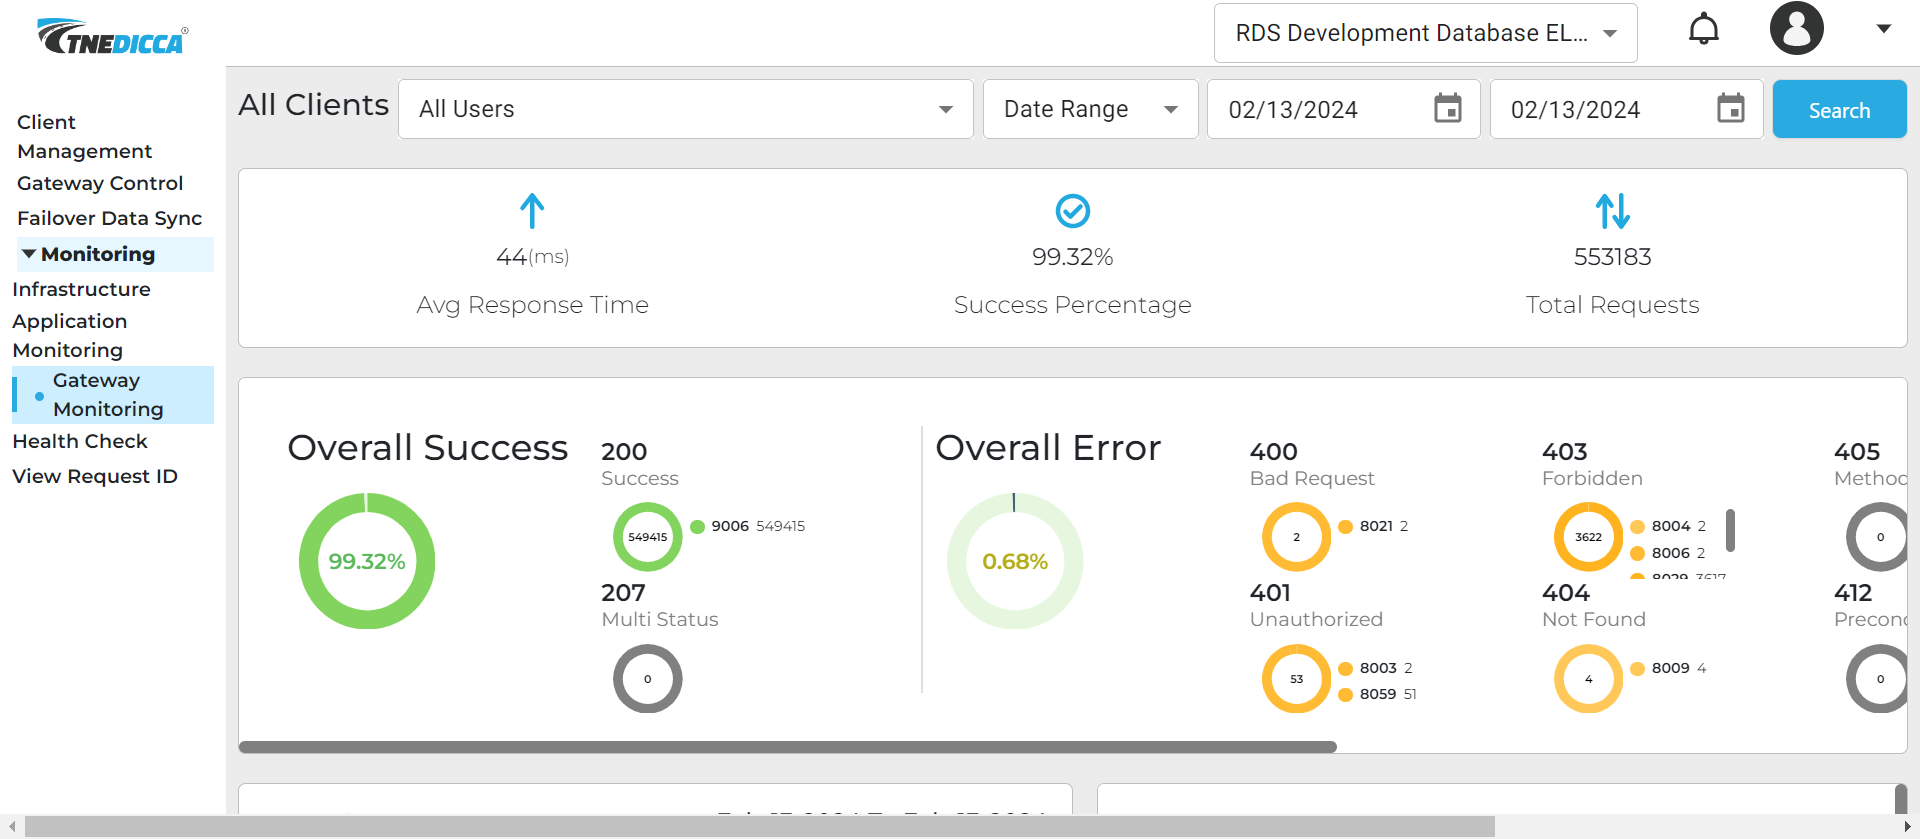 TNEDICCA®
RDS Development Database EL...
Client
Management
Gateway Control
Failover Data Sync
Monitoring
Infrastructure
Application
Monitoring
Gateway
Monitoring
Health Check
View Request ID
All Clients
All Users
Date Range
02/13/2024
02/13/2024
Search
44(ms)
Avg Response Time
99.32%
Success Percentage
553183
Total Requests
Overall Success
99.32%
200
Success
549415
9006 549415
207
Multi Status
0
Overall Error
0.68%
400
Bad Request
2
8021 2
401
Unauthorized
53
8003 2
8059 51
403
Forbidden
3622
8004 2
8006 2
8029 3617
404
Not Found
4
8009 4
405
Method
0
412
Precon
0